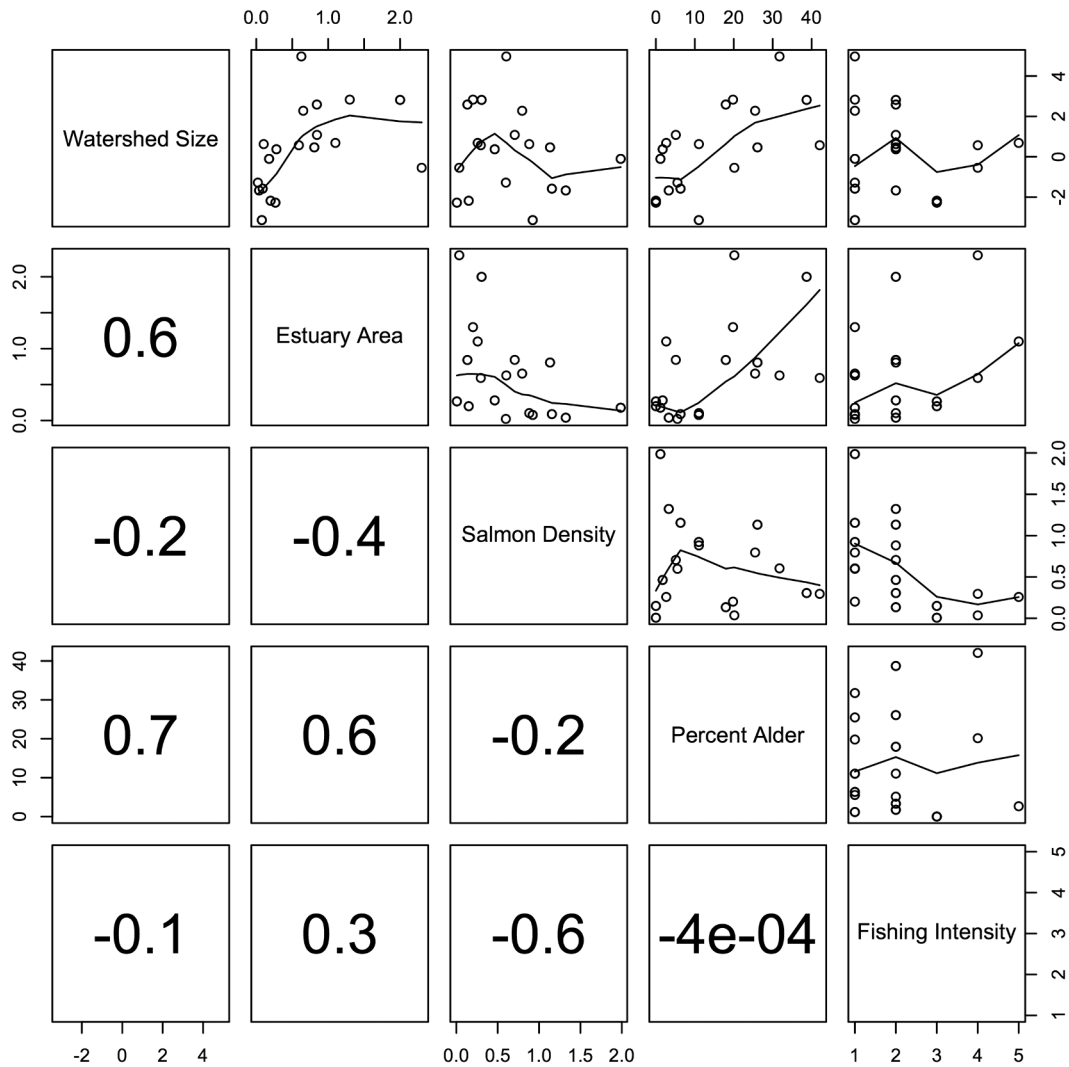 0.0 1.0 2.0 0 10 20 30 40
Watershed Size -2 0 2 4
0.0 1.0 2.0 0.6 Estuary Area
-0.2 -0.4 Salmon Density 0.0 0.5 1.0 1.5 2.0
0 10 20 30 40 0.7 0.6 -0.2 Percent Alder
-0.1 0.3 -0.6 -4e-04 Fishing Intensity 1 2 3 4 5
-2 0 2 4 0.0 0.5 1.0 1.5 2.0 1 2 3 4 5